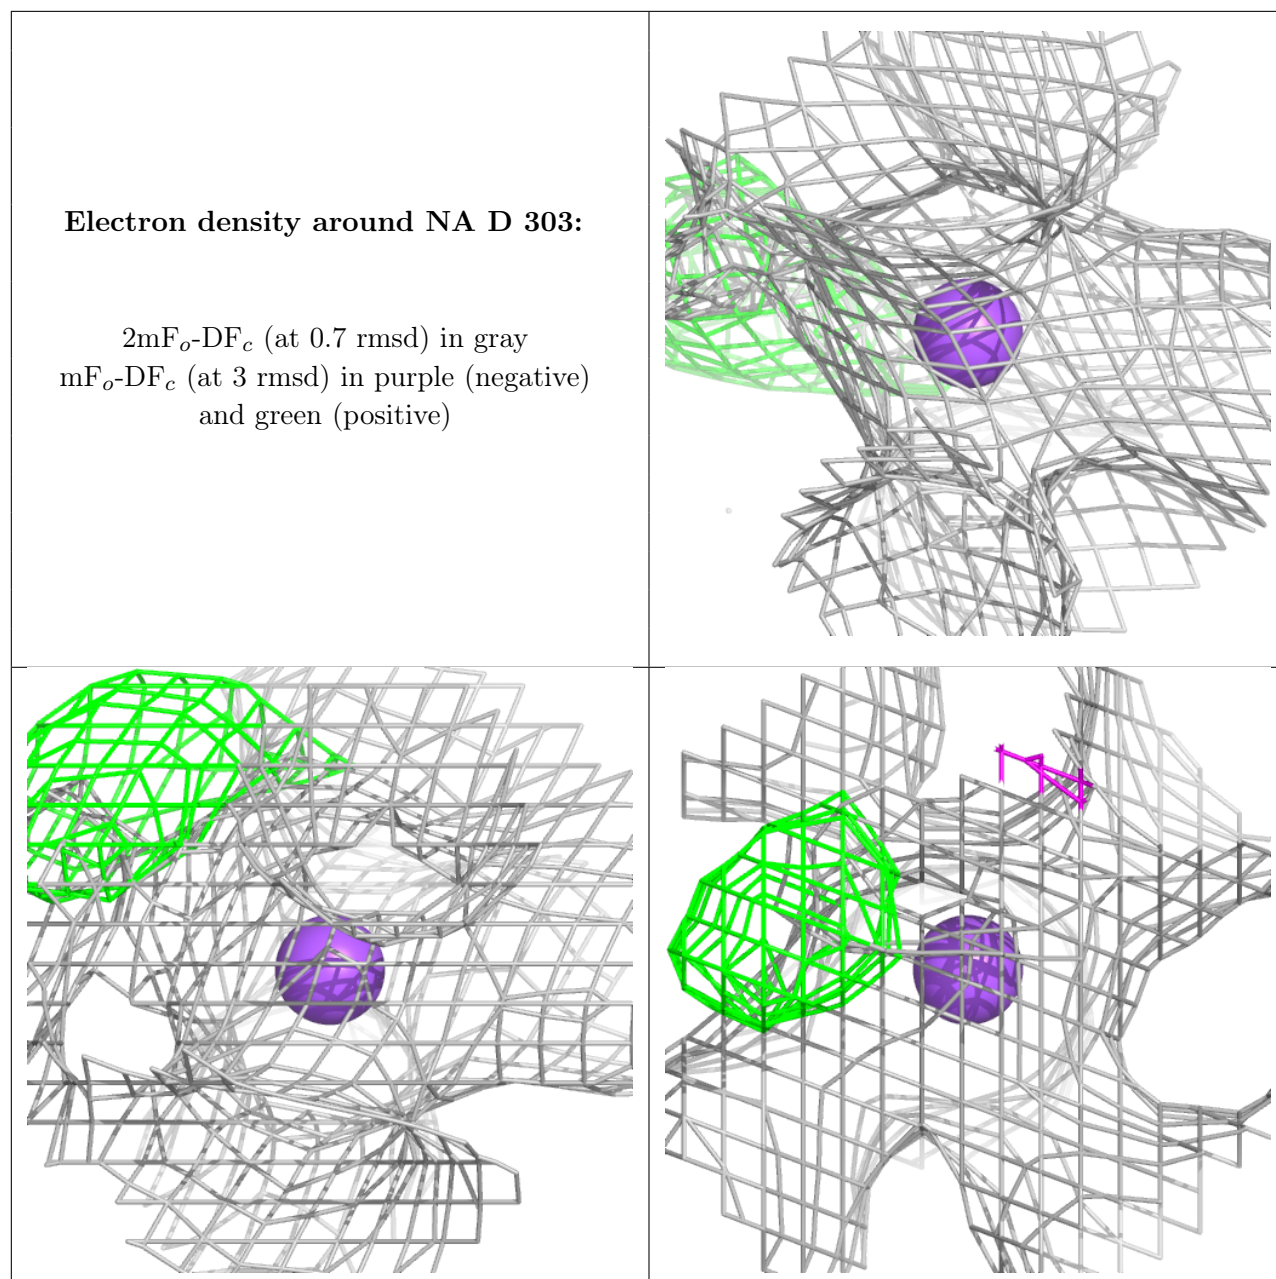 Electron density around NA D 303:
2mFo-DFc (at 0.7 rmsd) in gray
mFo-DFc (at 3 rmsd) in purple (negative)
and green (positive)